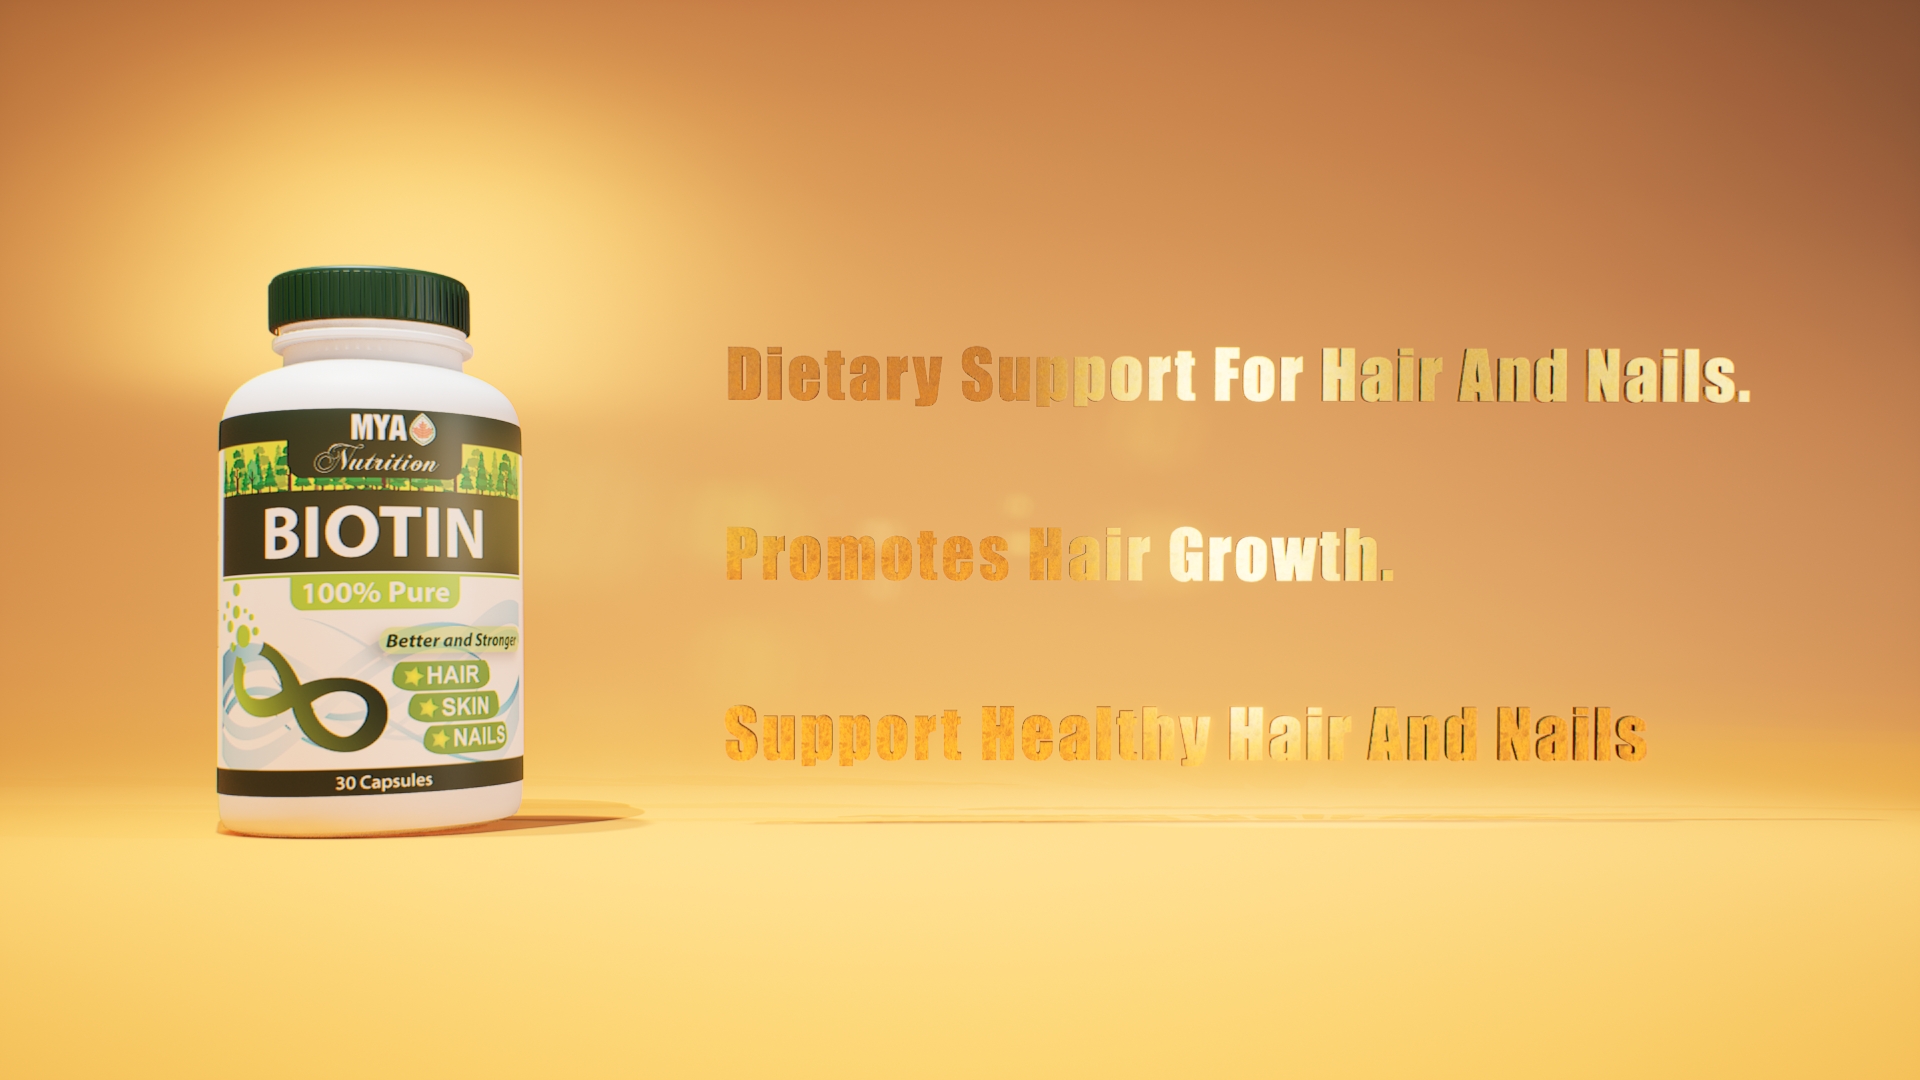 MYA
Nutrition
BIOTIN
100% Pure
Better and Stronger
HAIR
SKIN
NAILS
30 Capsules
Dietary Support For Hair And Nails.
Promotes Hair Growth.
Support Healthy Hair And Nails